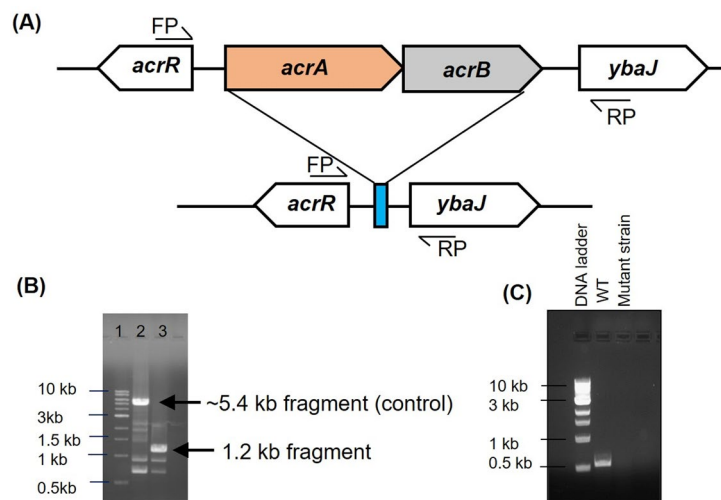 (A)
FP
acrR
acrA
acrB
ybaJ
RP
FP
acrR
ybaJ
RP
(B)
1 2 3
10 kb
3kb
1.5 kb
1 kb
0.5kb
~5.4 kb fragment (control)
1.2 kb fragment
(C)
DNA ladder
WT
Mutant strain
10 kb
3 kb
1 kb
0.5 kb